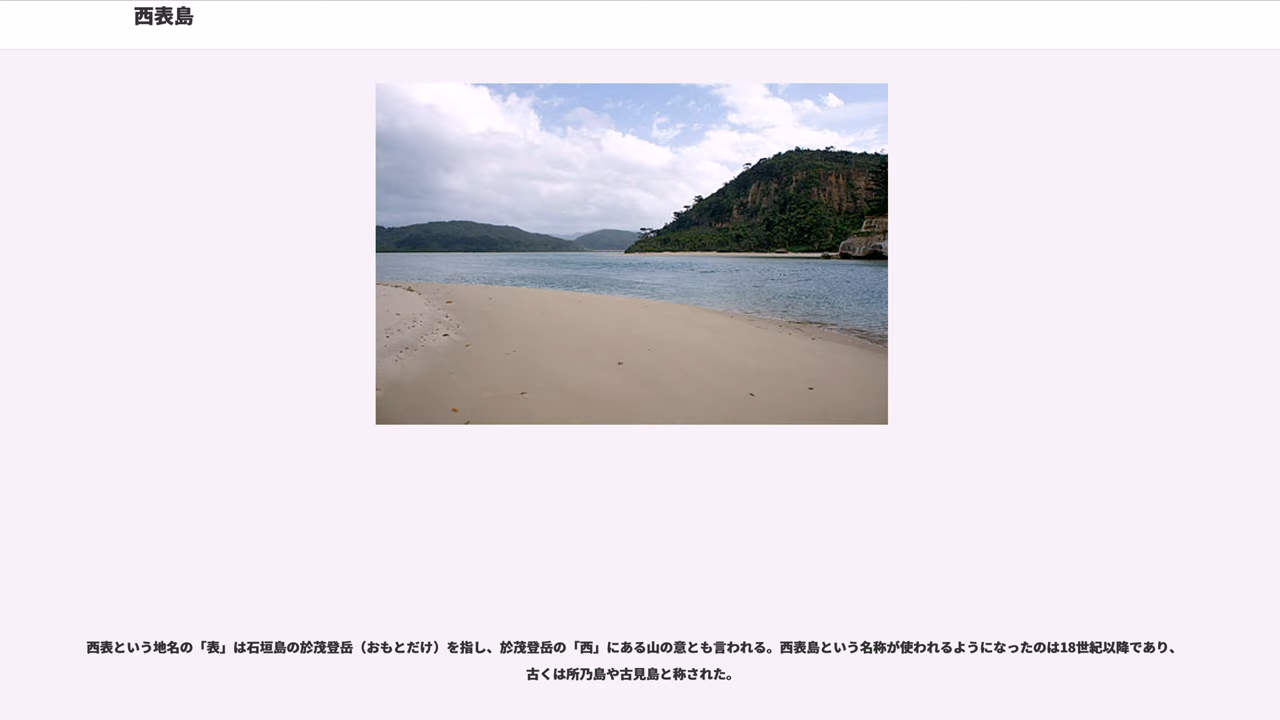 西表島
西表という地名の「表」は石垣島の於茂登岳（おもとだけ）を指し、於茂登岳の「西」にある山の意とも言われる。西表島という名称が使われるようになったのは18世紀以降であり、
古くは所乃島や古見島と称された。